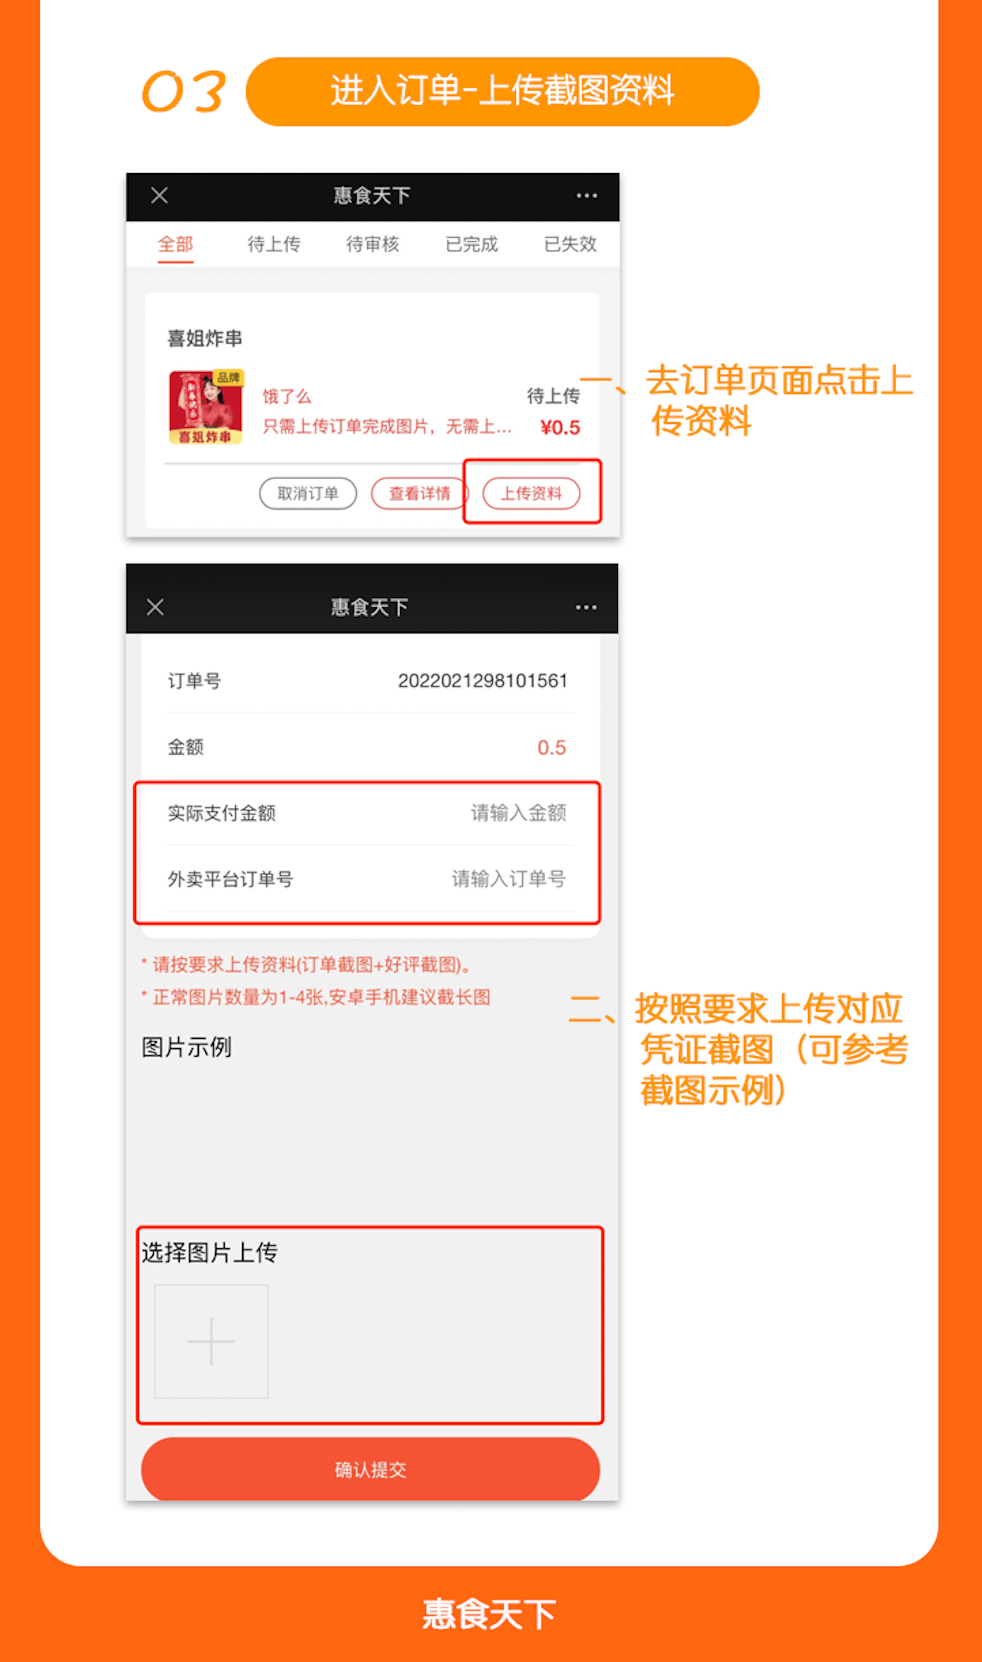 03
进入订单-上传截图资料
惠食天下
全部 待上传 待审核 已完成 已失效
喜姐炸串
品牌
喜姐炸串
饿了么
待上传
只需上传订单完成图片，无需上...
¥0.5
取消订单 查看详情 上传资料
一、去订单页面点击上
传资料
惠食天下
订单号 2022021298101561
金额 0.5
实际支付金额 请输入金额
外卖平台订单号 请输入订单号
* 请按要求上传资料(订单截图+好评截图)。
* 正常图片数量为1-4张,安卓手机建议截长图
图片示例
二、按照要求上传对应
凭证截图（可参考
截图示例）
选择图片上传
确认提交
惠食天下